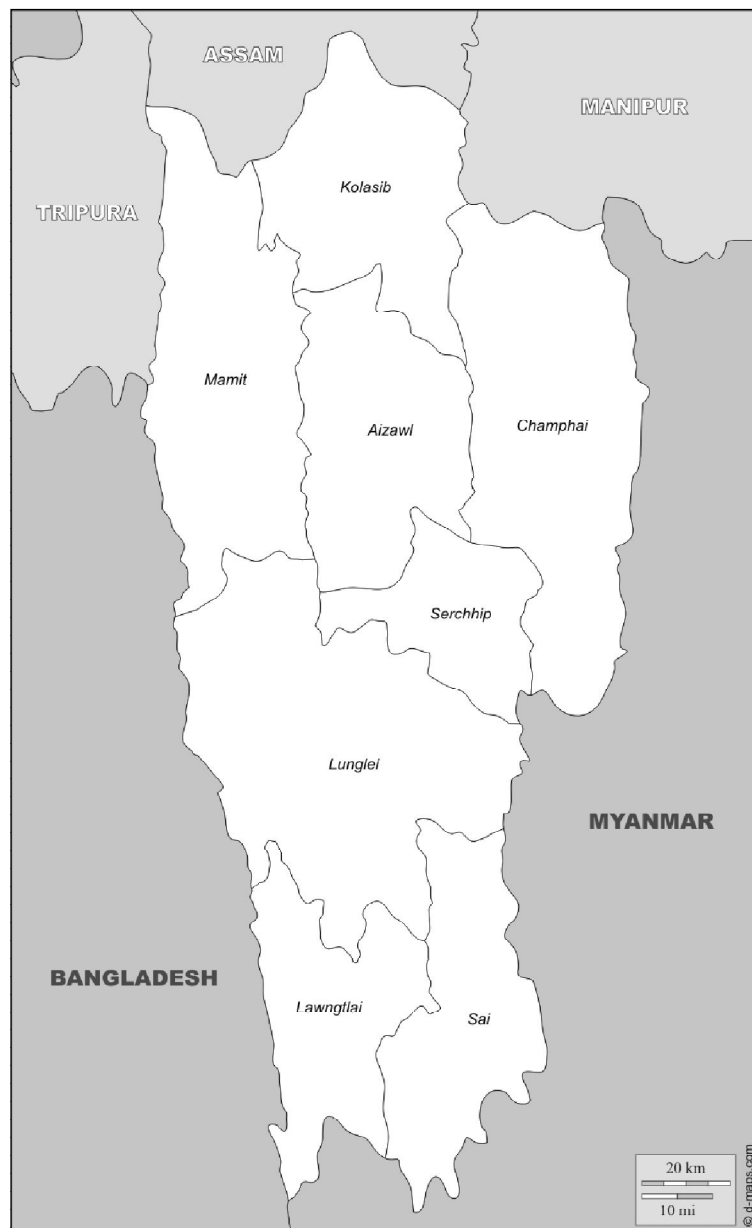 ASSAM
MANIPUR
Kolasib
TRIPURA
Mamit
Aizawl
Champhai
Serchhip
Lunglei
MYANMAR
BANGLADESH
Lawngtlai
Sai
20 km
10 mi
© d-maps.com